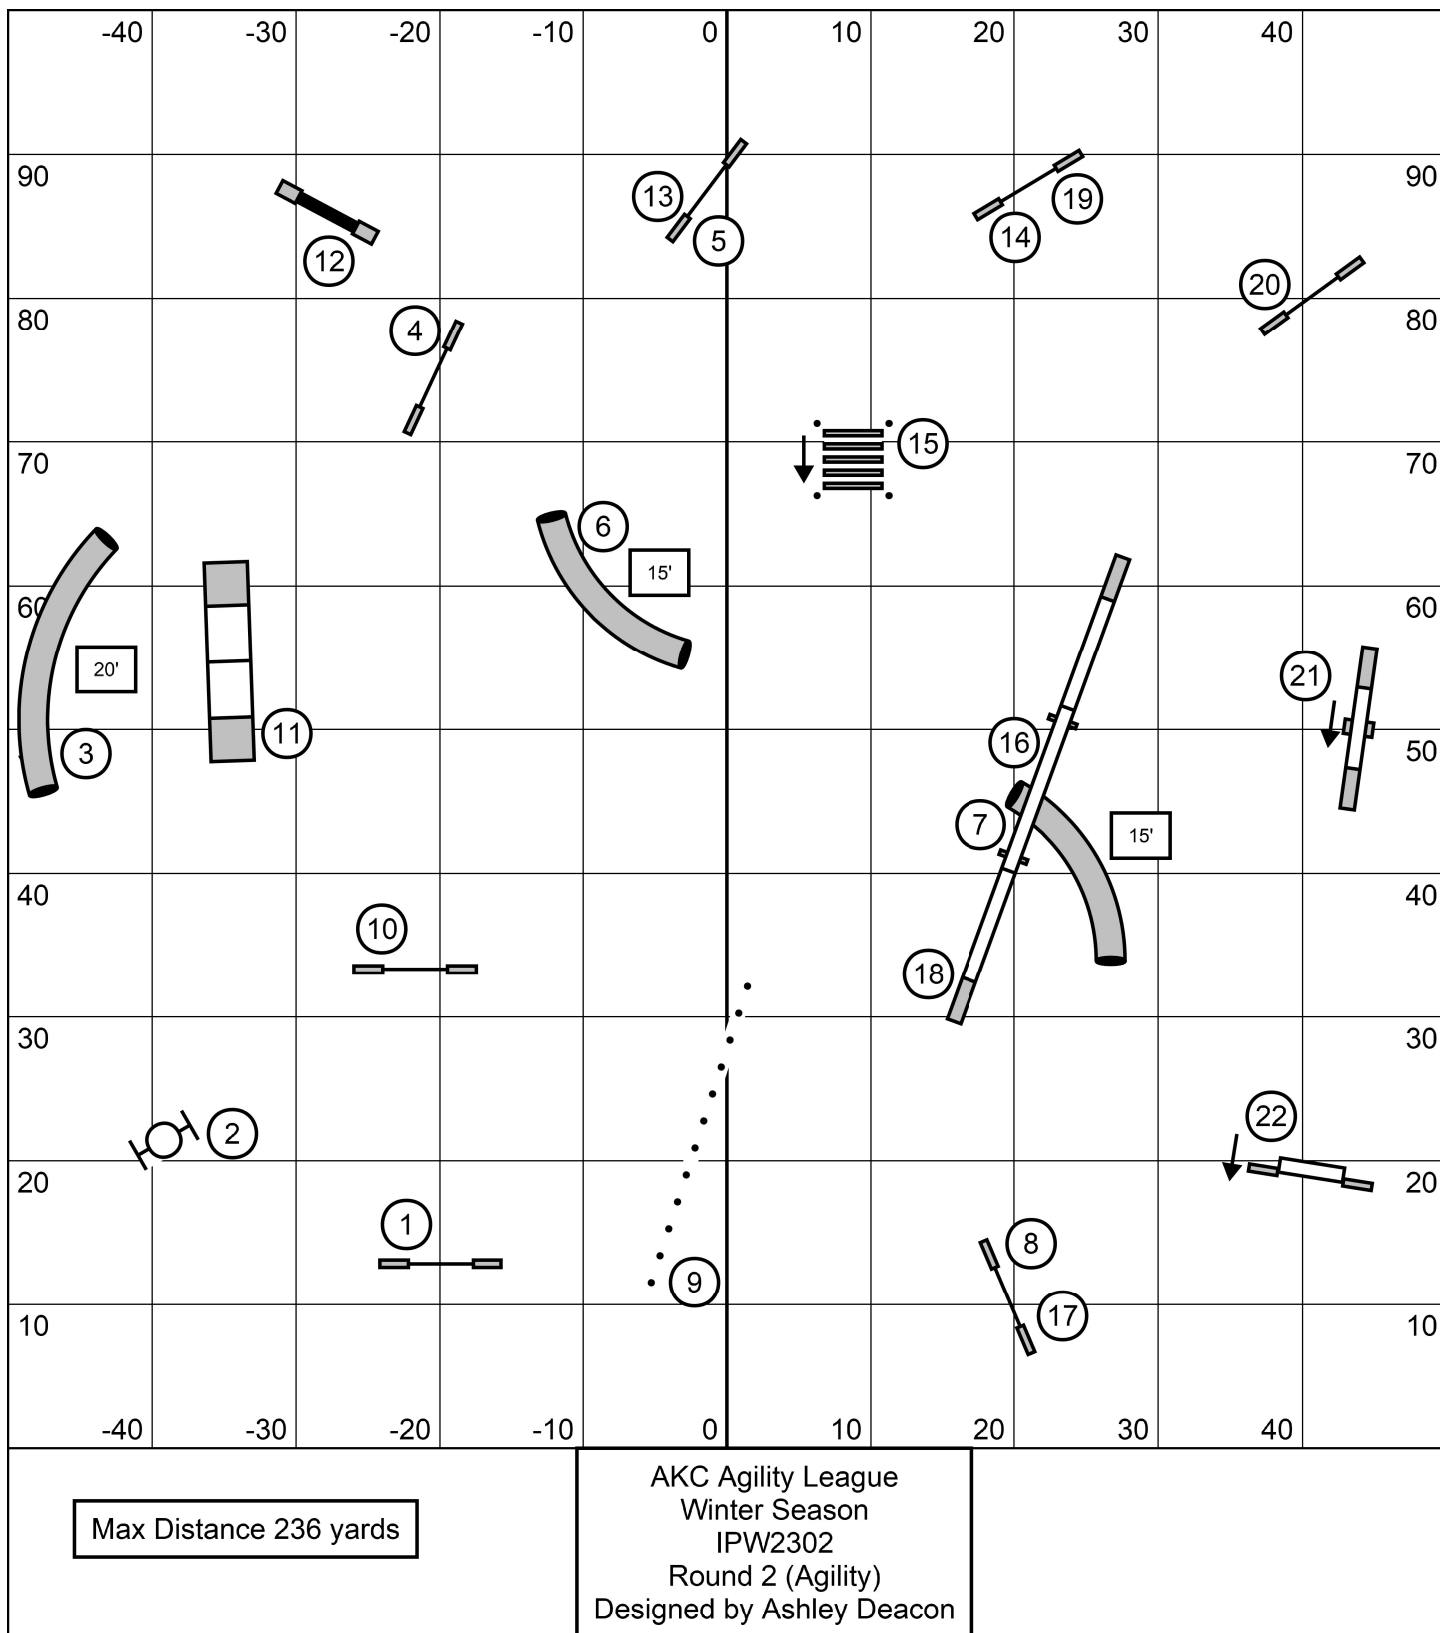 -40 -30 -20 -10 0 10 20 30 40
90 13 5 14 19 90
12
80 4 20 80
70 15 70
6
15'
60 60
20'
21
3 11 16 50
7 15'
40 40
10
18
30 30
2 22
20 20
1 8
9
10 17 10
-40 -30 -20 -10 0 10 20 30 40
Max Distance 236 yards
AKC Agility League
Winter Season
IPW2302
Round 2 (Agility)
Designed by Ashley Deacon